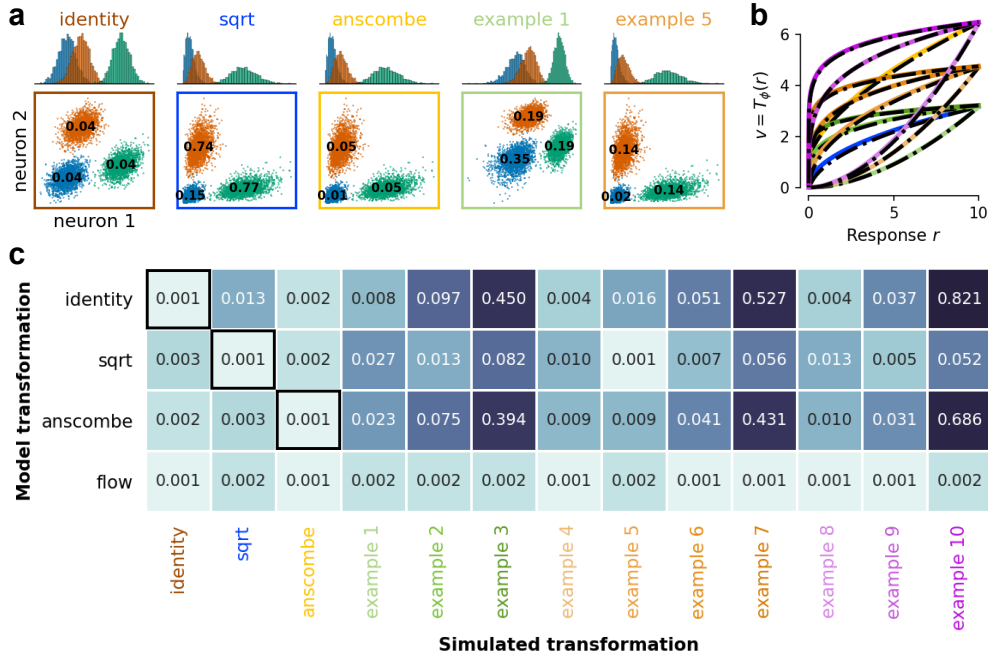 a
identity
sqrt
anscombe
example 1
example 5
neuron 2
0.04
0.04
0.04
0.74
0.15
0.77
0.05
0.01
0.05
0.19
0.35
0.19
0.14
0.02
0.14
neuron 1
b
v = Tϕ(r)
6
4
2
0
0
5
10
Response r
c
Model transformation
identity 0.001 0.013 0.002 0.008 0.097 0.450 0.004 0.016 0.051 0.527 0.004 0.037 0.821
sqrt 0.003 0.001 0.002 0.027 0.013 0.082 0.010 0.001 0.007 0.056 0.013 0.005 0.052
anscombe 0.002 0.003 0.001 0.023 0.075 0.394 0.009 0.009 0.041 0.431 0.010 0.031 0.686
flow 0.001 0.002 0.001 0.002 0.002 0.002 0.001 0.002 0.001 0.001 0.001 0.001 0.002
identity
sqrt
anscombe
example 1
example 2
example 3
example 4
example 5
example 6
example 7
example 8
example 9
example 10
Simulated transformation